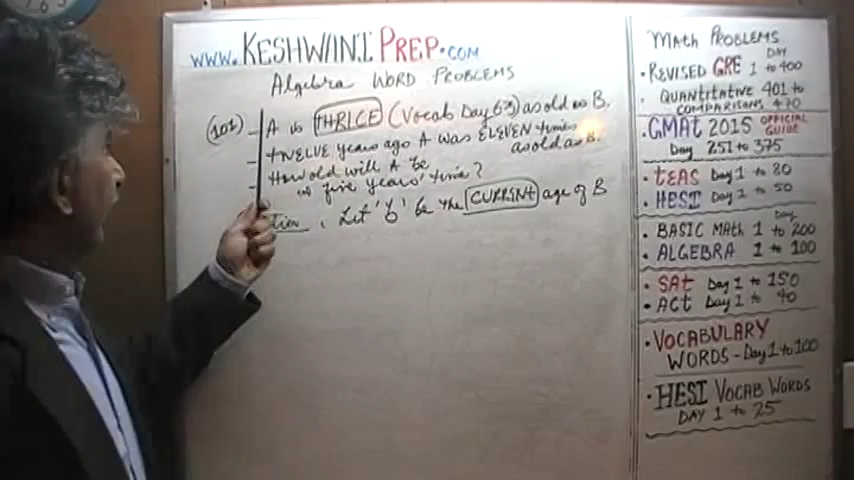 WWW.KESHWANIPREP.COM
Algebra WORD PROBLEMS
(101) - A is THRICE (Vocab Day 63) as old as B.
- TWELVE years ago A was ELEVEN times
as old as B.
- How old will A be
in five years' time?
tion. Let 'b' be the CURRENT age of B
MATH PROBLEMS
DAY
• REVISED GRE 1 to 400
QUANTITATIVE 401 to
COMPARISONS 470
• GMAT 2015 OFFICIAL
GUIDE
Day 251 to 375
• TEAS Day 1 to 20
• HESI Day 1 to 50
Day
• BASIC MATH 1 to 200
• ALGEBRA 1 to 100
• SAT Day 1 to 150
• ACT Day 1 to 40
• VOCABULARY
WORDS - Day 1 to 100
• HESI VOCAB WORDS
DAY 1 to 25